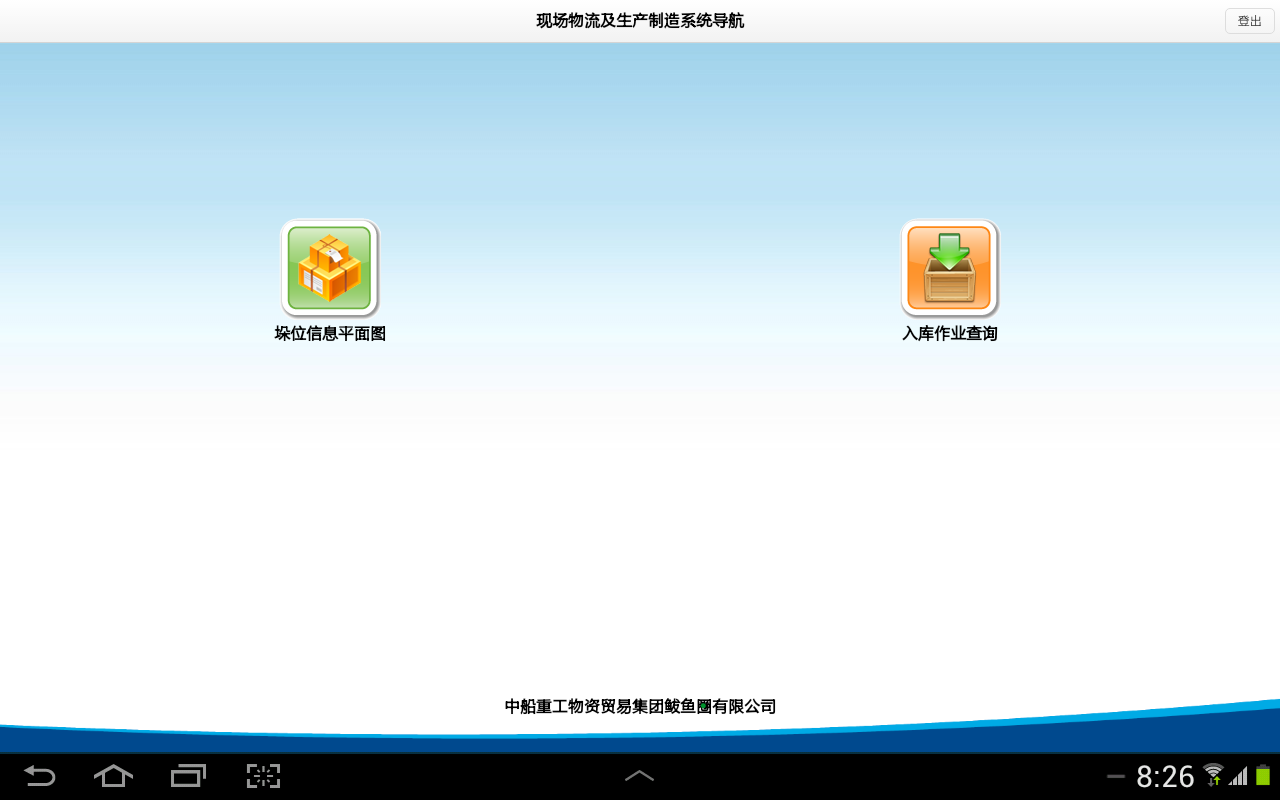 现场物流及生产制造系统导航
登出
垛位信息平面图
入库作业查询
中船重工物资贸易集团鲅鱼圈有限公司
8:26